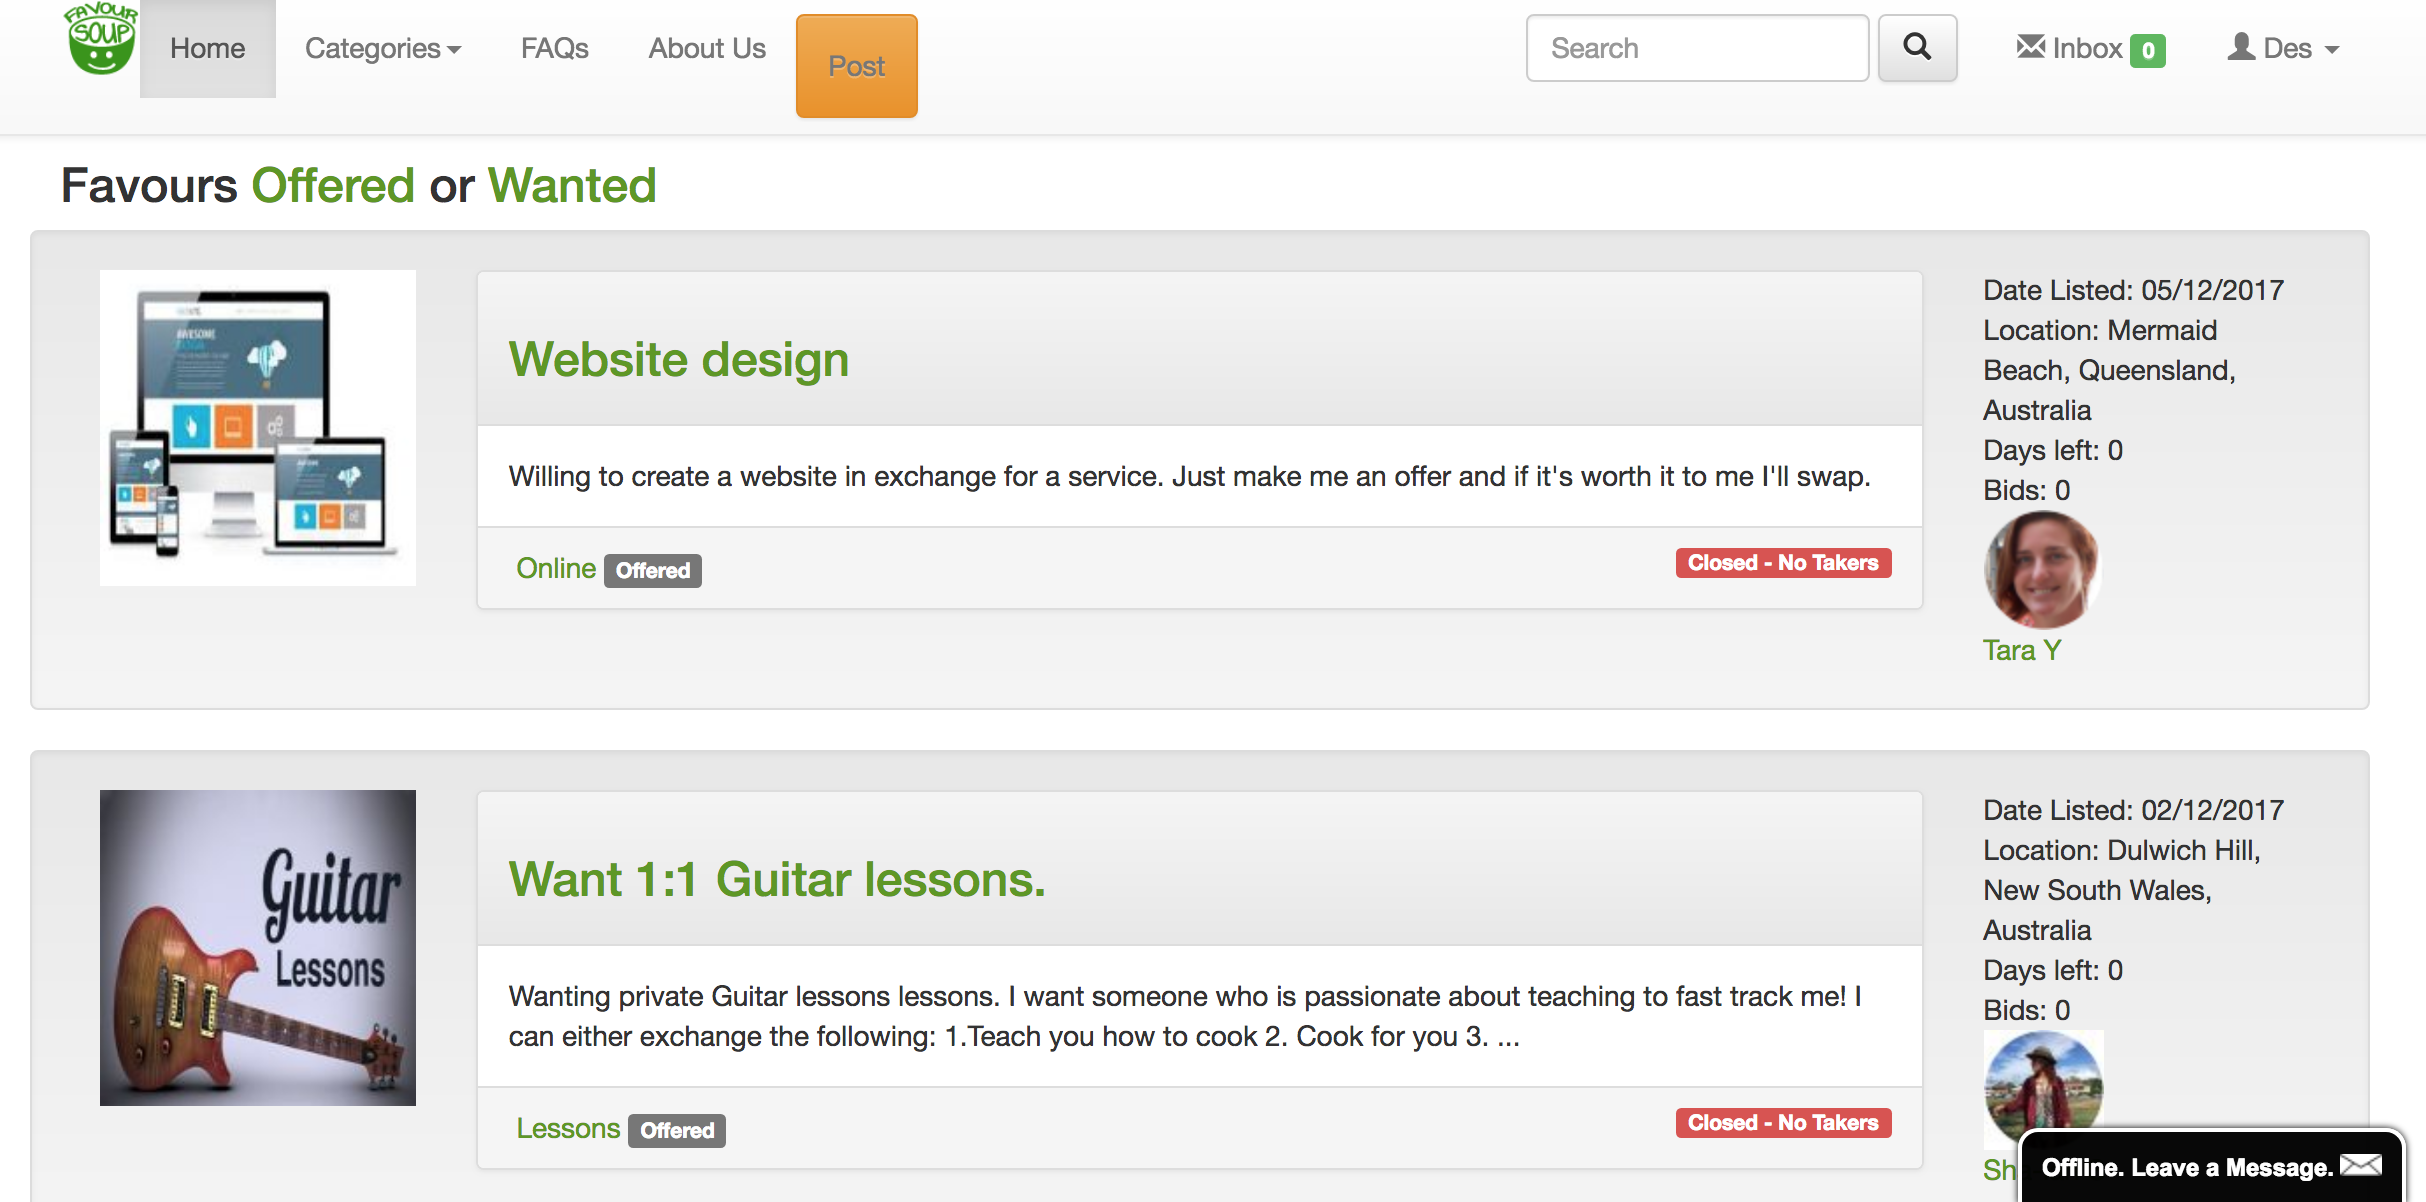 FAVOUR
SOUP
Home
Categories
FAQs
About Us
Post
Search
Inbox 0
Des
Favours Offered or Wanted
AWESOME
Website design
Willing to create a website in exchange for a service. Just make me an offer and if it's worth it to me I'll swap.
Online Offered
Closed - No Takers
Date Listed: 05/12/2017
Location: Mermaid
Beach, Queensland,
Australia
Days left: 0
Bids: 0
Tara Y
Guitar
Lessons
Want 1:1 Guitar lessons.
Wanting private Guitar lessons lessons. I want someone who is passionate about teaching to fast track me! I
can either exchange the following: 1.Teach you how to cook 2. Cook for you 3. ...
Lessons Offered
Closed - No Takers
Date Listed: 02/12/2017
Location: Dulwich Hill,
New South Wales,
Australia
Days left: 0
Bids: 0
Sh
Offline. Leave a Message.